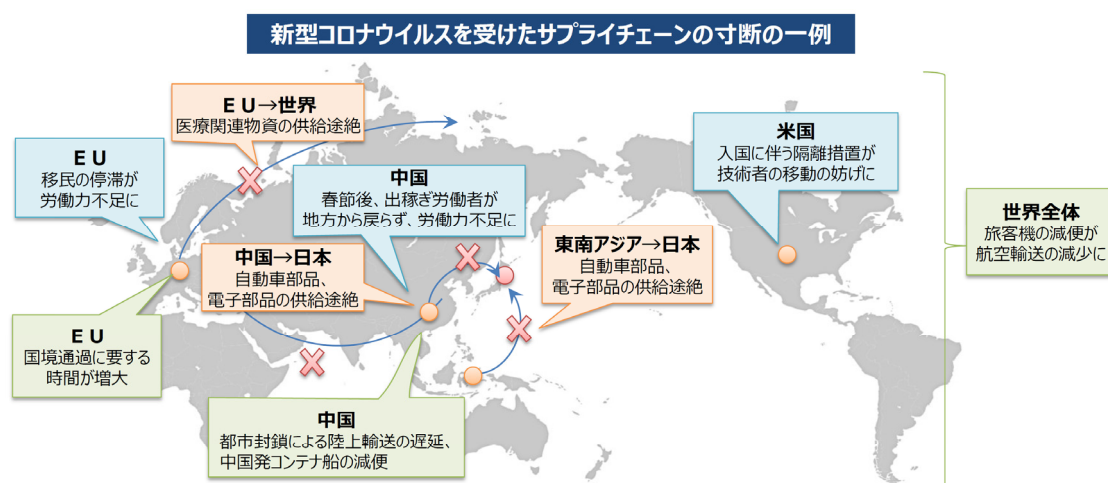 新型コロナウイルスを受けたサプライチェーンの寸断の一例
ＥＵ→世界
医療関連物資の供給途絶
ＥＵ
移民の停滞が
労働力不足に
中国
春節後、出稼ぎ労働者が
地方から戻らず、労働力不足に
米国
入国に伴う隔離措置が
技術者の移動の妨げに
世界全体
旅客機の減便が
航空輸送の減少に
中国→日本
自動車部品、
電子部品の供給途絶
東南アジア→日本
自動車部品、
電子部品の供給途絶
ＥＵ
国境通過に要する
時間が増大
中国
都市封鎖による陸上輸送の遅延、
中国発コンテナ船の減便